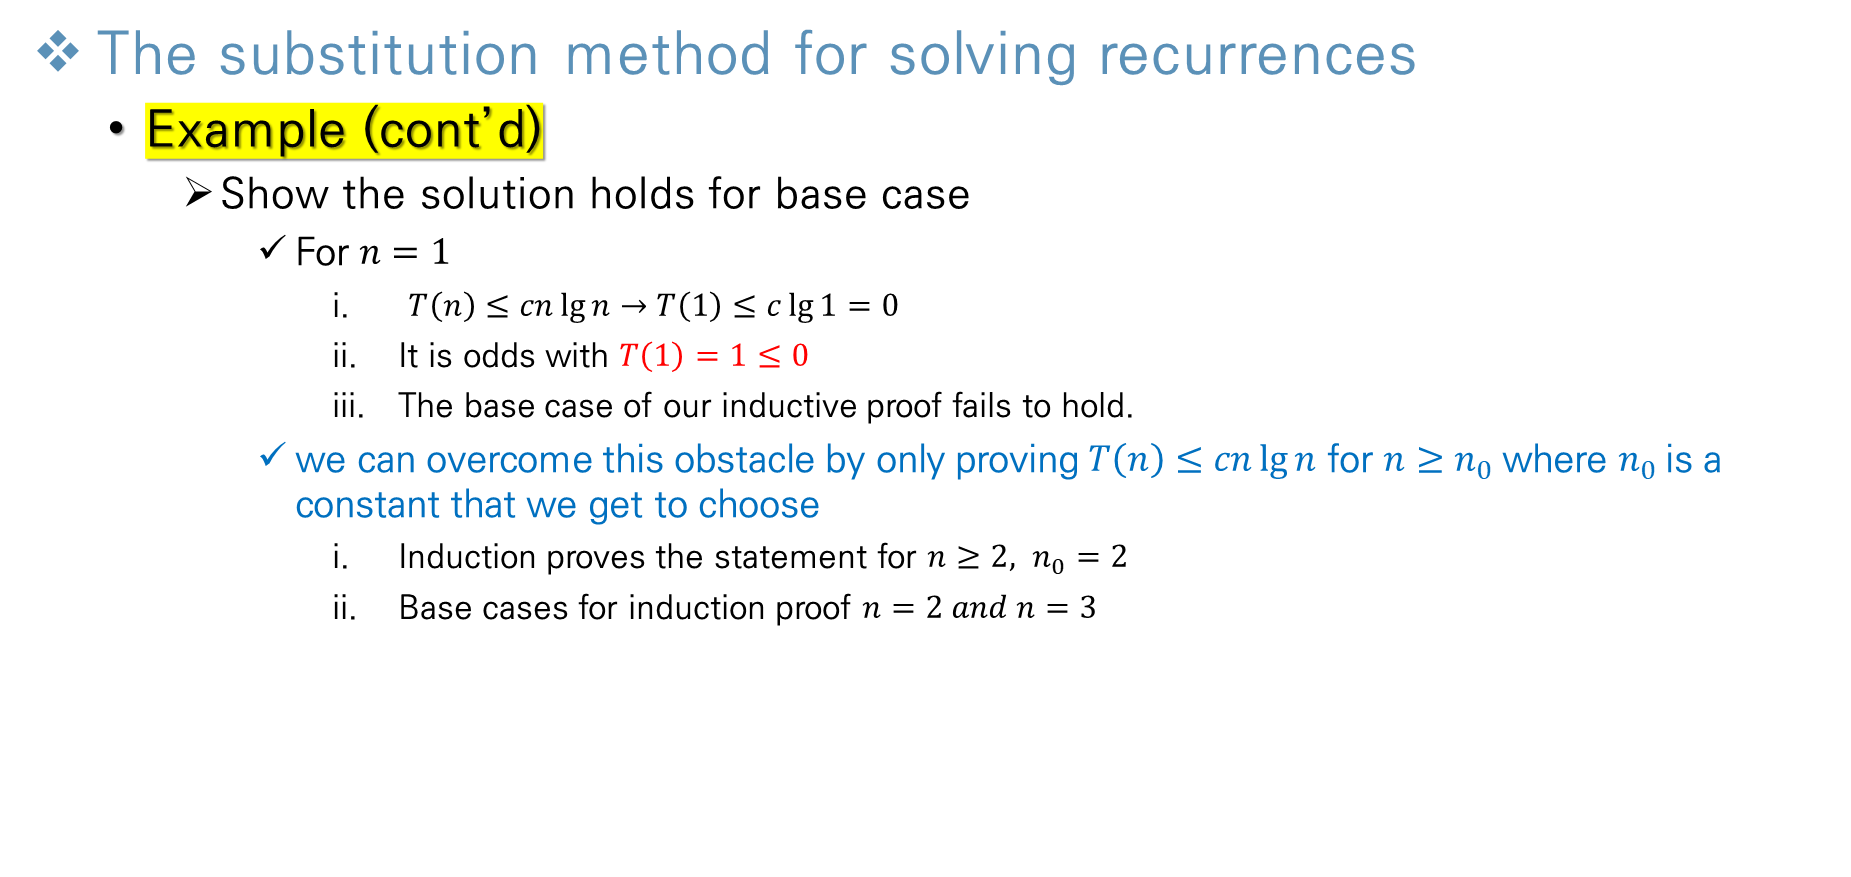 ❖ The substitution method for solving recurrences
• Example (cont'd)
➢ Show the solution holds for base case
✓ For n = 1
i. T(n) ≤ cn lg n → T(1) ≤ c lg 1 = 0
ii. It is odds with T(1) = 1 ≤ 0
iii. The base case of our inductive proof fails to hold.
✓ we can overcome this obstacle by only proving T(n) ≤ cn lg n for n ≥ n₀ where n₀ is a
constant that we get to choose
i. Induction proves the statement for n ≥ 2, n₀ = 2
ii. Base cases for induction proof n = 2 and n = 3